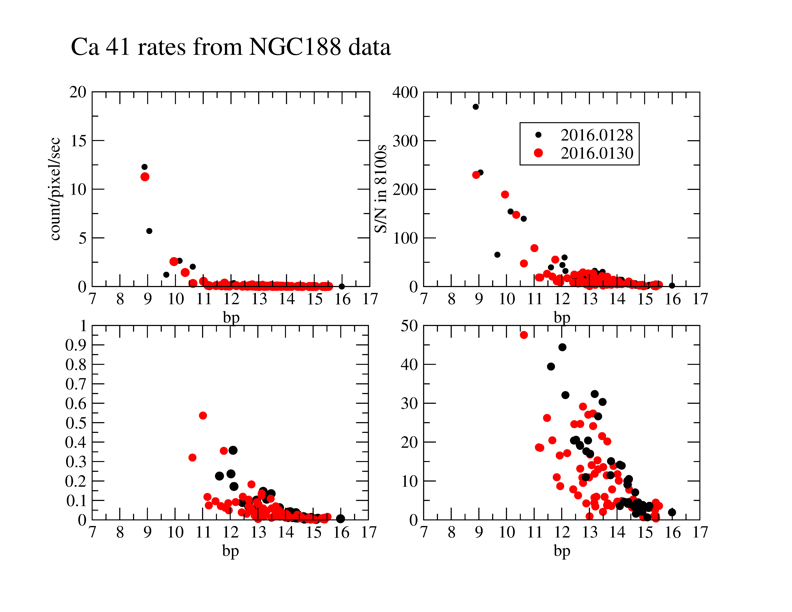 Ca 41 rates from NGC188 data
20
15
10
5
0
count/pixel/sec
7 8 9 10 11 12 13 14 15 16 17
bp
400
300
200
100
0
S/N in 8100s
2016.0128
2016.0130
7 8 9 10 11 12 13 14 15 16 17
bp
1
0.9
0.8
0.7
0.6
0.5
0.4
0.3
0.2
0.1
0
7 8 9 10 11 12 13 14 15 16 17
bp
50
40
30
20
10
0
7 8 9 10 11 12 13 14 15 16 17
bp